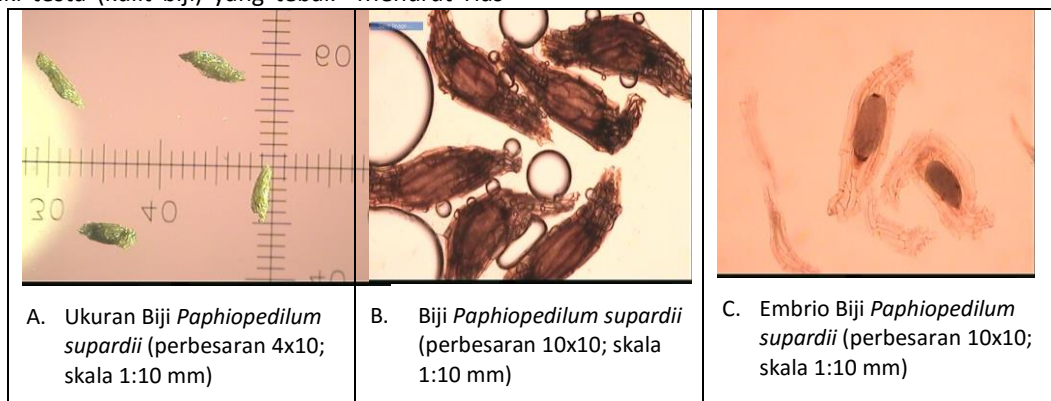 testa (kulit biji) yang tebal. Menurut Rus
60
30 40
40
A. Ukuran Biji Paphiopedilum
supardii (perbesaran 4x10;
skala 1:10 mm)
B. Biji Paphiopedilum supardii
(perbesaran 10x10; skala
1:10 mm)
C. Embrio Biji Paphiopedilum
supardii (perbesaran 10x10;
skala 1:10 mm)